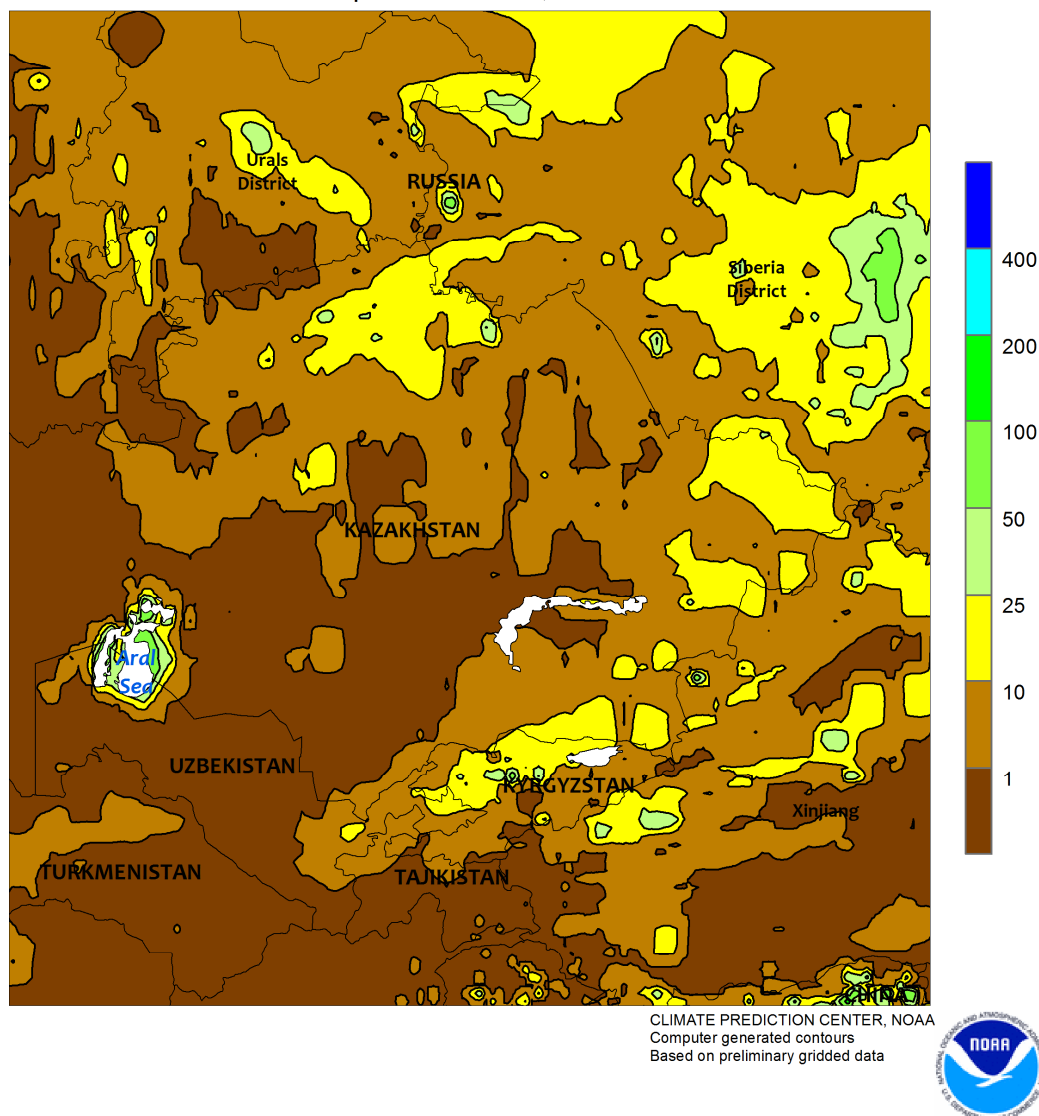 Urals
District
RUSSIA
Siberia
District
400
200
100
50
25
10
1
KAZAKHSTAN
Aral
Sea
UZBEKISTAN
KYRGYZSTAN
Xinjiang
TURKMENISTAN
TAJIKISTAN
CHINA
CLIMATE PREDICTION CENTER, NOAA
Computer generated contours
Based on preliminary gridded data
NOAA